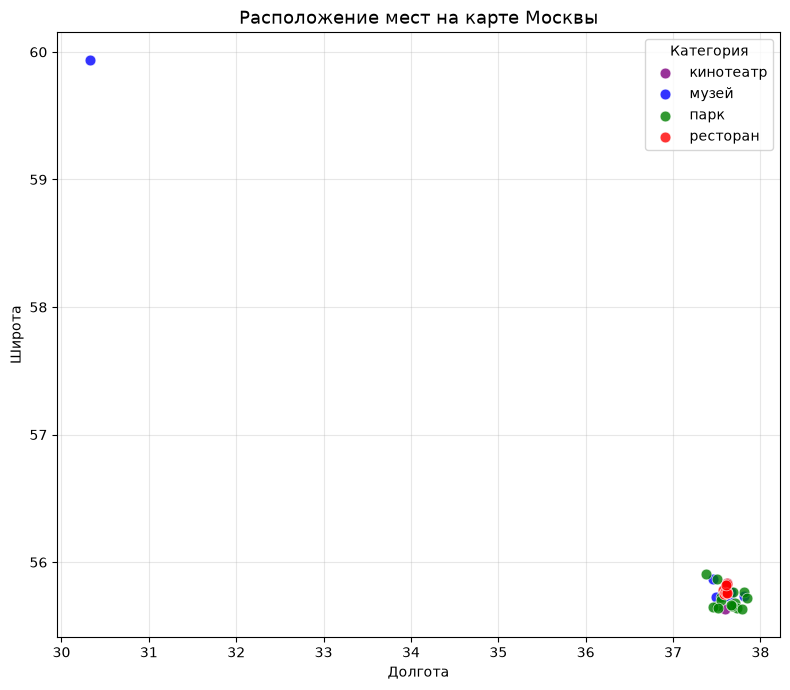 Расположение мест на карте Москвы
Категория
кинотеатр
музей
парк
ресторан
Широта
60
59
58
57
56
30 31 32 33 34 35 36 37 38
Долгота